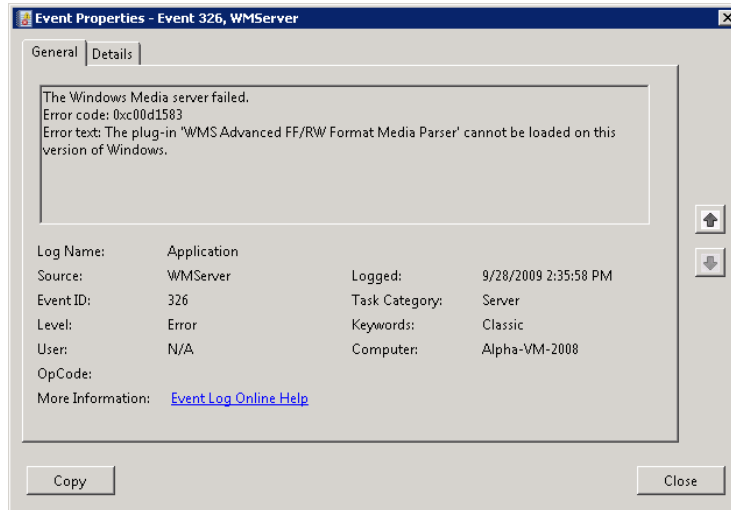 Event Properties - Event 326, WMServer
General Details
The Windows Media server failed.
Error code: 0xc00d1583
Error text: The plug-in 'WMS Advanced FF/RW Format Media Parser' cannot be loaded on this
version of Windows.
Log Name: Application
Source: WMServer Logged: 9/28/2009 2:35:58 PM
Event ID: 326 Task Category: Server
Level: Error Keywords: Classic
User: N/A Computer: Alpha-VM-2008
OpCode:
More Information: Event Log Online Help
Copy Close